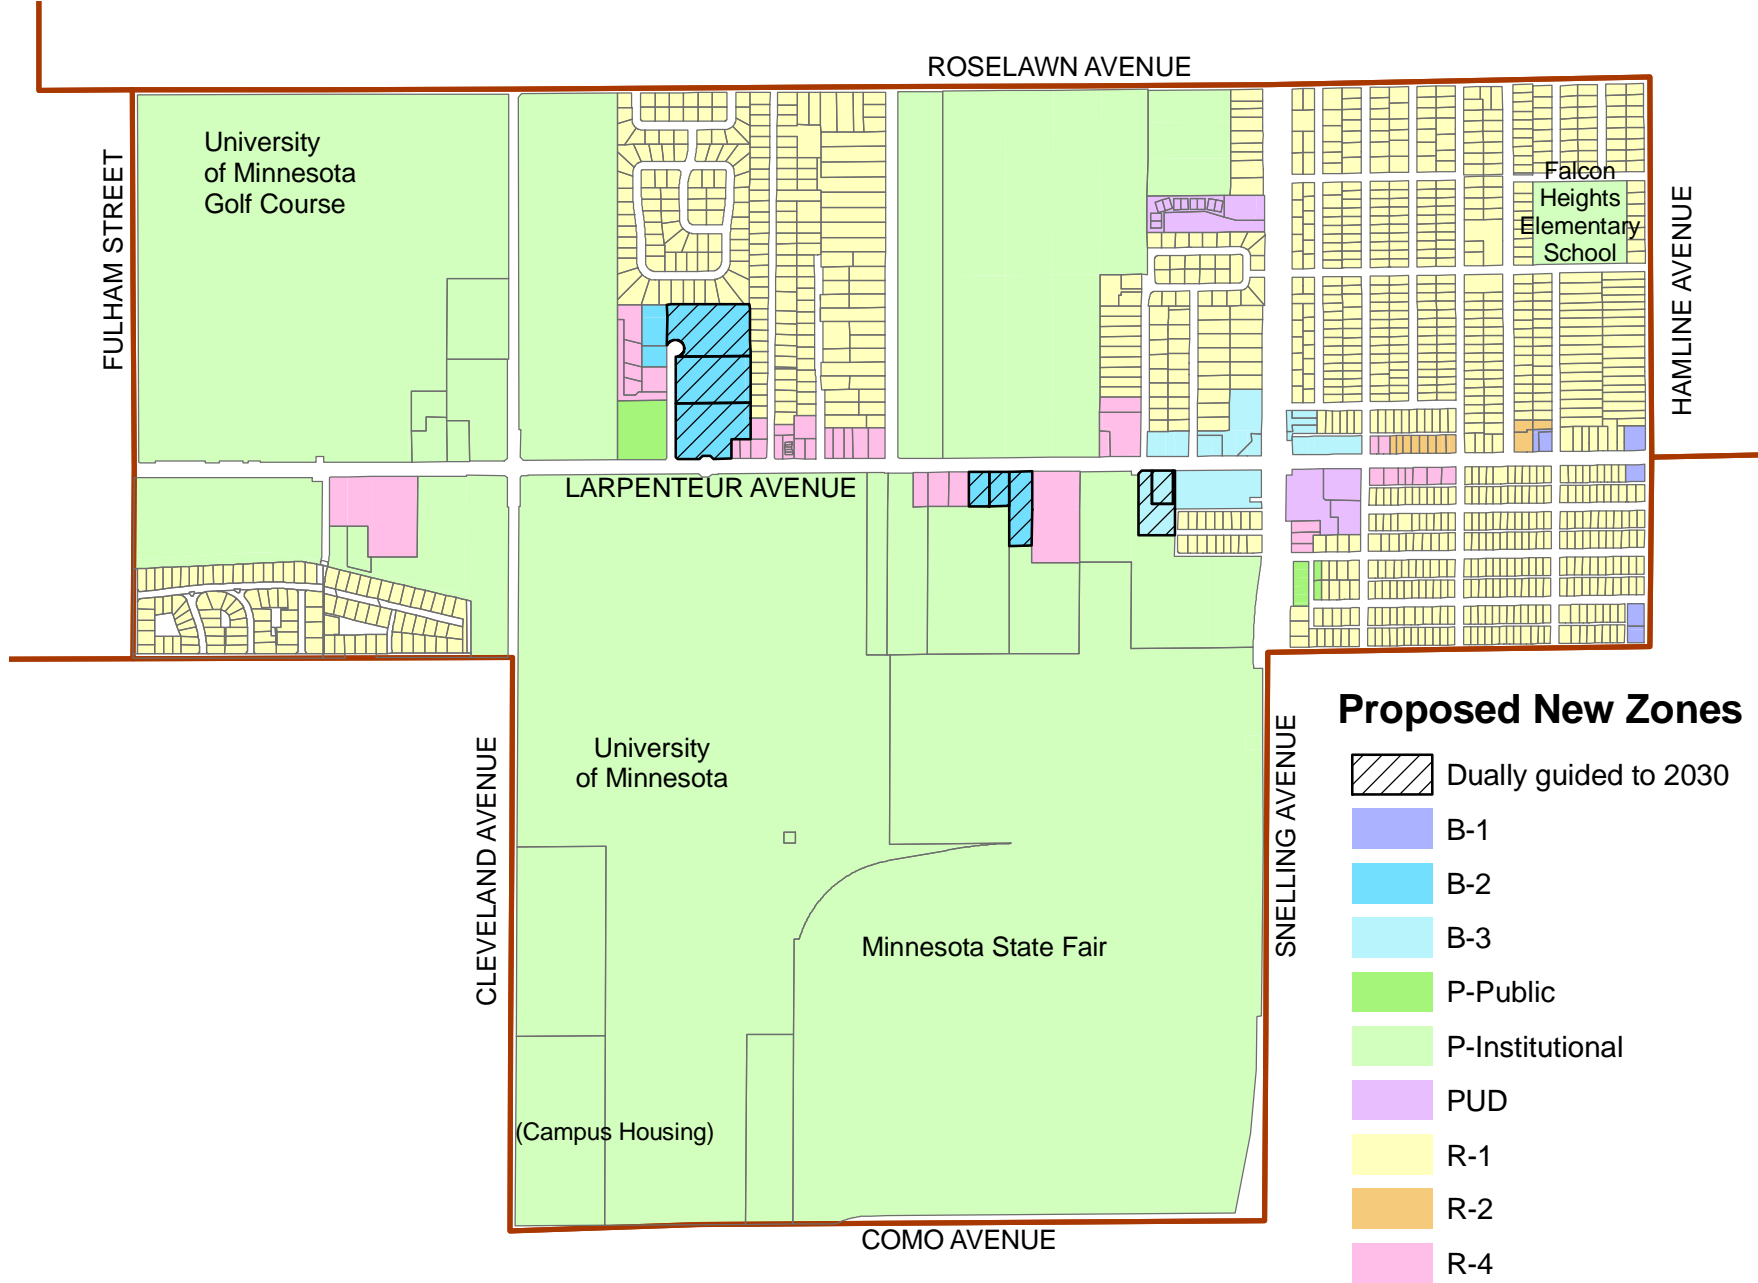 ROSELAWN AVENUE
University
of Minnesota
Golf Course
FULHAM STREET
Falcon
Heights
Elementary
School
HAMLINE AVENUE
LARPENTEUR AVENUE
University
of Minnesota
CLEVELAND AVENUE
SNELLING AVENUE
Minnesota State Fair
(Campus Housing)
COMO AVENUE
Proposed New Zones
Dually guided to 2030
B-1
B-2
B-3
P-Public
P-Institutional
PUD
R-1
R-2
R-4